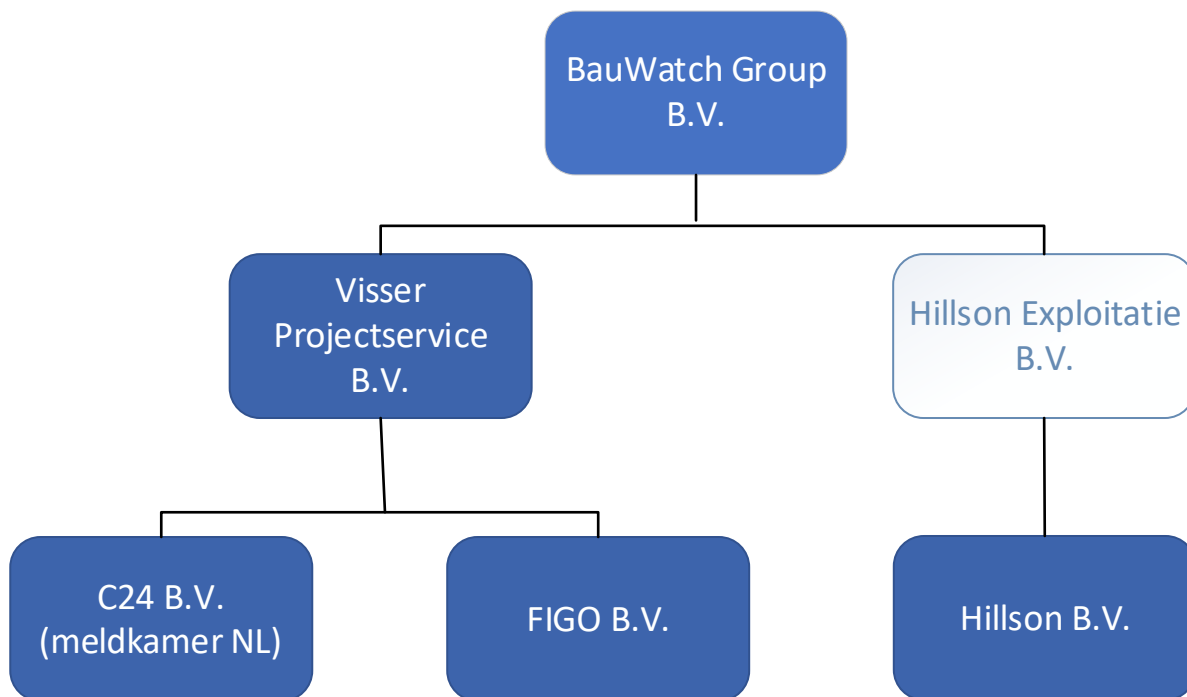 BauWatch Group
B.V.
Visser
Projectservice
B.V.
Hillson Exploitatie
B.V.
C24 B.V.
(meldkamer NL)
FIGO B.V.
Hillson B.V.